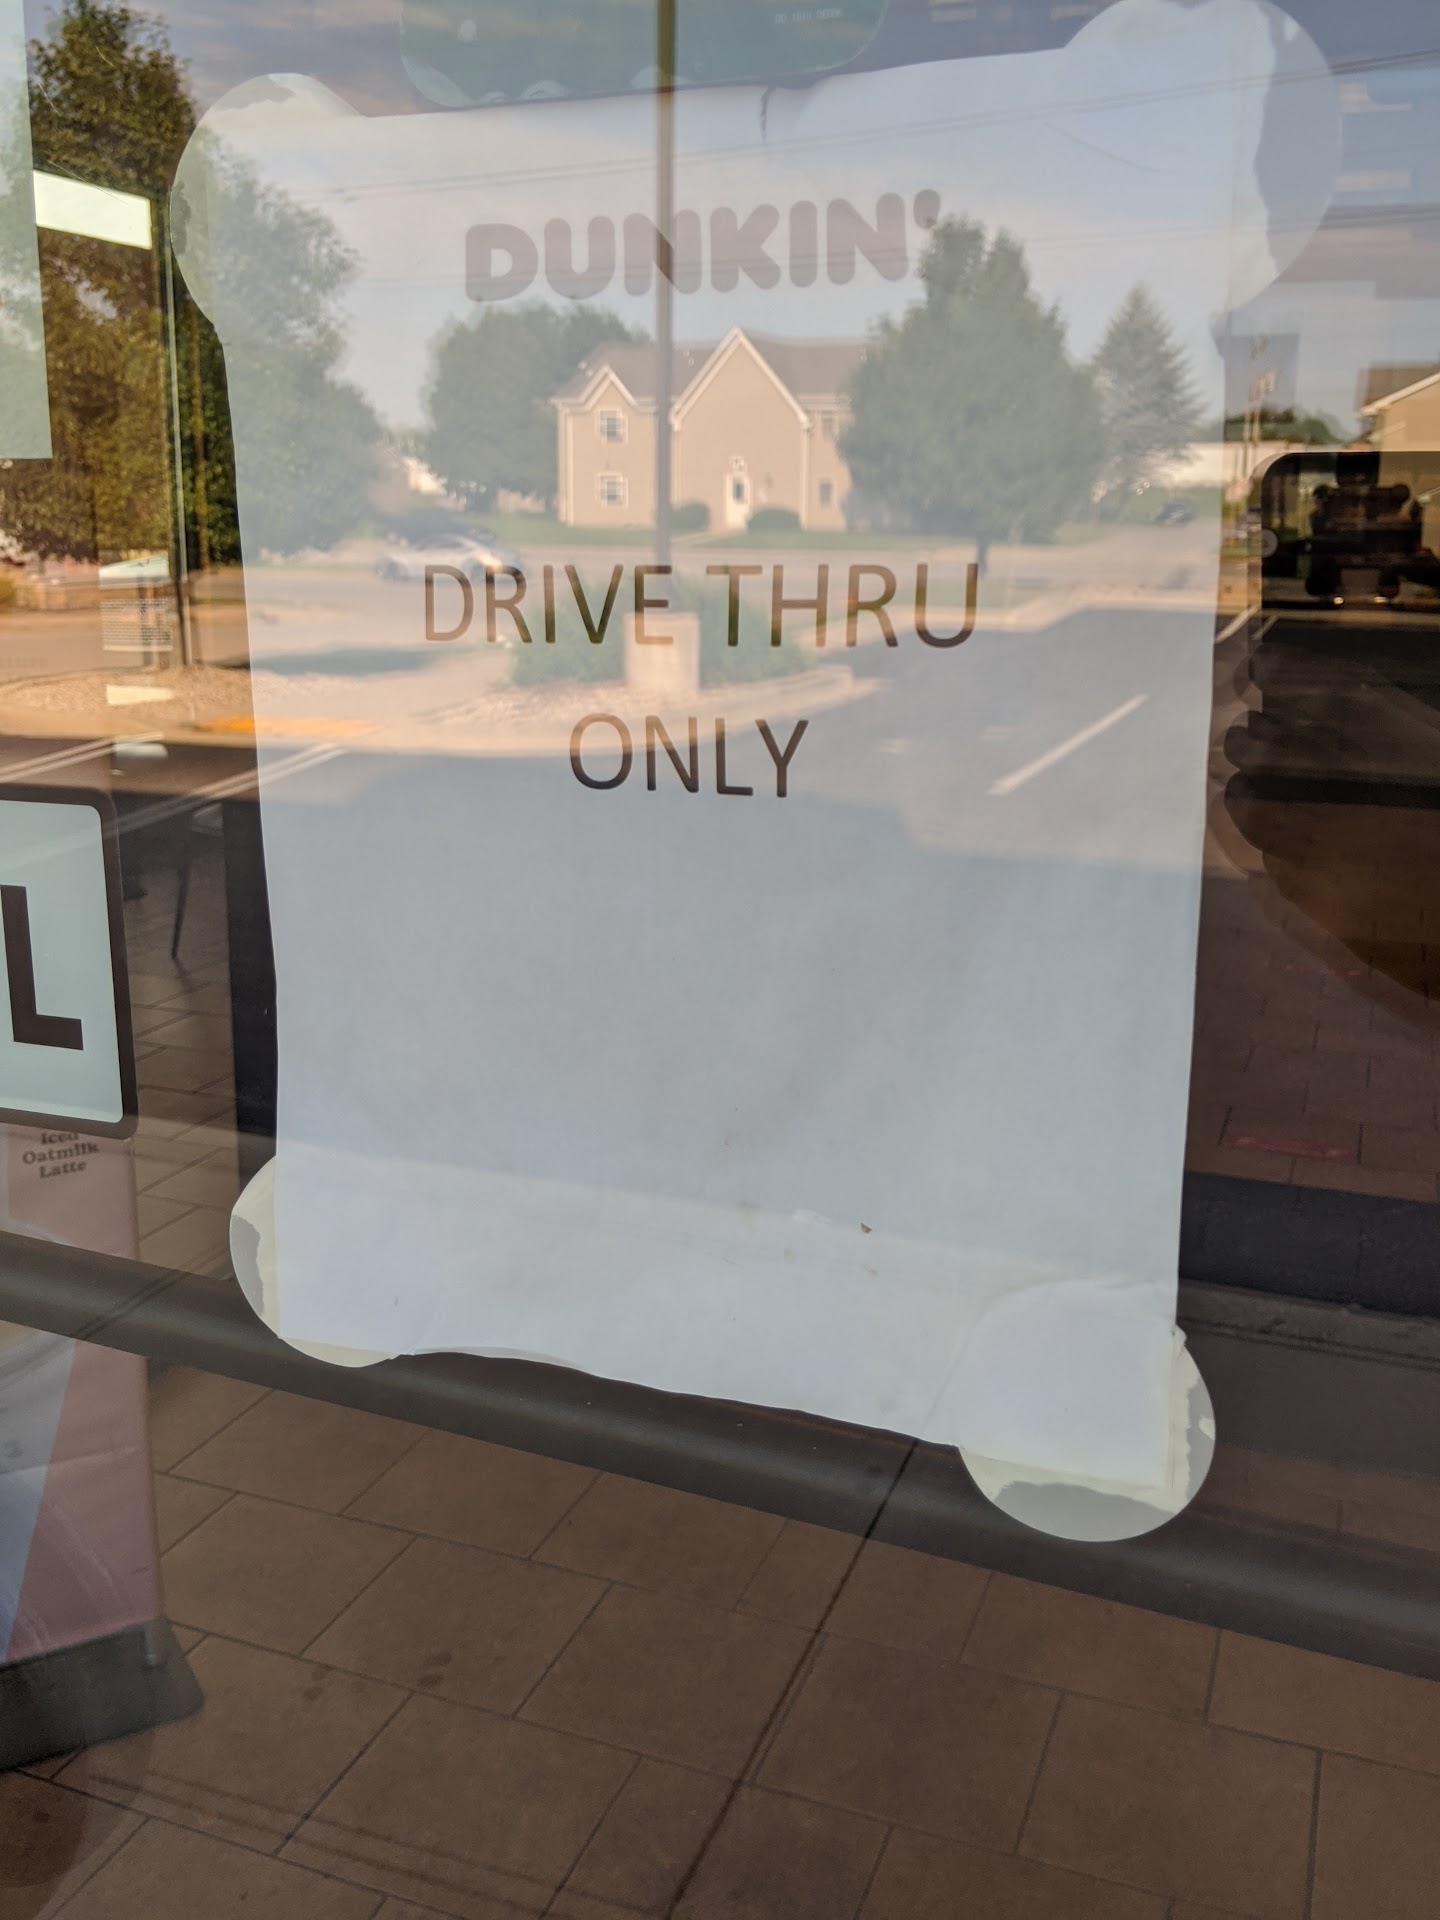 DUNKIN'
DRIVE THRU
ONLY
L
Iced
Oatmilk
Latte